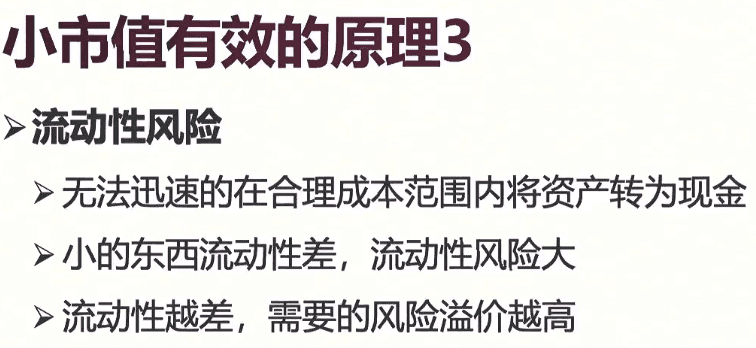 小市值有效的原理3
➢流动性风险
➢无法迅速的在合理成本范围内将资产转为现金
➢小的东西流动性差，流动性风险大
➢流动性越差，需要的风险溢价越高